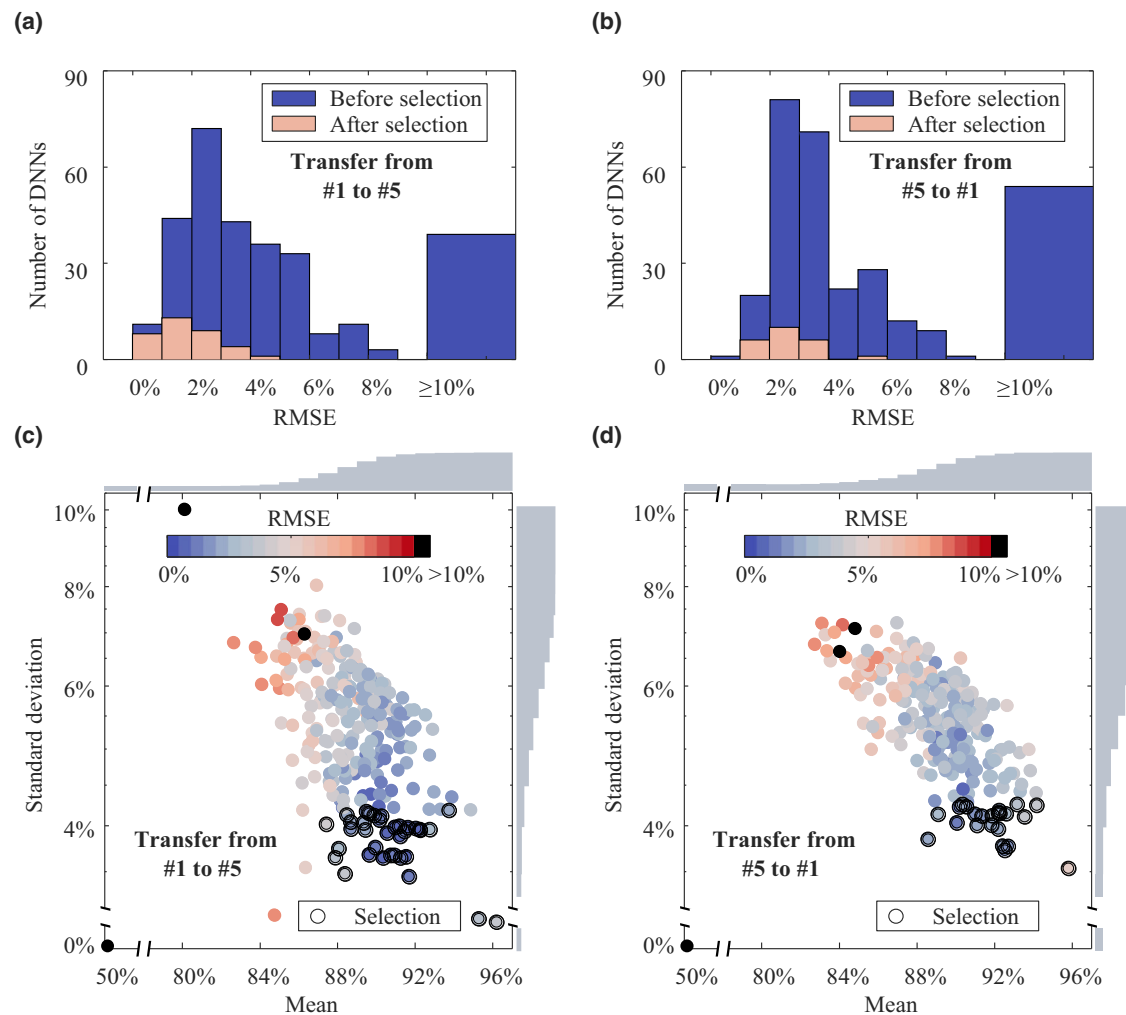 (a)
90
60
30
0
Number of DNNs
Before selection
After selection
Transfer from
#1 to #5
0% 2% 4% 6% 8% ≥10%
RMSE
(b)
90
60
30
0
Number of DNNs
Before selection
After selection
Transfer from
#5 to #1
0% 2% 4% 6% 8% ≥10%
RMSE
(c)
10%
8%
6%
4%
0%
Standard deviation
RMSE
0% 5% 10% >10%
Transfer from
#1 to #5
Selection
50% 80% 84% 88% 92% 96%
Mean
(d)
10%
8%
6%
4%
0%
Standard deviation
RMSE
0% 5% 10% >10%
Transfer from
#5 to #1
Selection
50% 80% 84% 88% 92% 96%
Mean